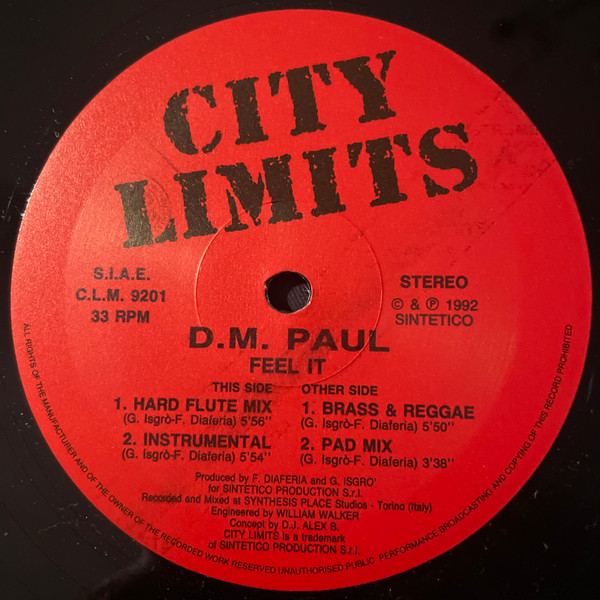 CITY
LIMITS
S.I.A.E.
C.L.M. 9201
33 RPM
STEREO
© & ℗ 1992
SINTETICO
D.M. PAUL
FEEL IT
THIS SIDE
1. HARD FLUTE MIX
(G. Isgrò-F. Diaferia) 5'56"
2. INSTRUMENTAL
(G. Isgrò-F. Diaferia) 5'54"
OTHER SIDE
1. BRASS & REGGAE
(G. Isgrò-F. Diaferia) 5'50"
2. PAD MIX
(G. Isgrò-F. Diaferia) 3'38"
Produced by F. DIAFERIA and G. ISGRO'
for SINTETICO PRODUCTION S.r.l.
Recorded and Mixed at SYNTHESIS PLACE Studios - Torino (Italy)
Engineered by WILLIAM WALKER
Concept by D.J. ALEX B.
CITY LIMITS is a trademark
of SINTETICO PRODUCTION S.r.l.
ALL RIGHTS OF THE MANUFACTURER AND OF THE OWNER OF THE RECORDED WORK RESERVED UNAUTHORISED PUBLIC PERFORMANCE BROADCASTING AND COPYING OF THIS RECORD PROHIBITED